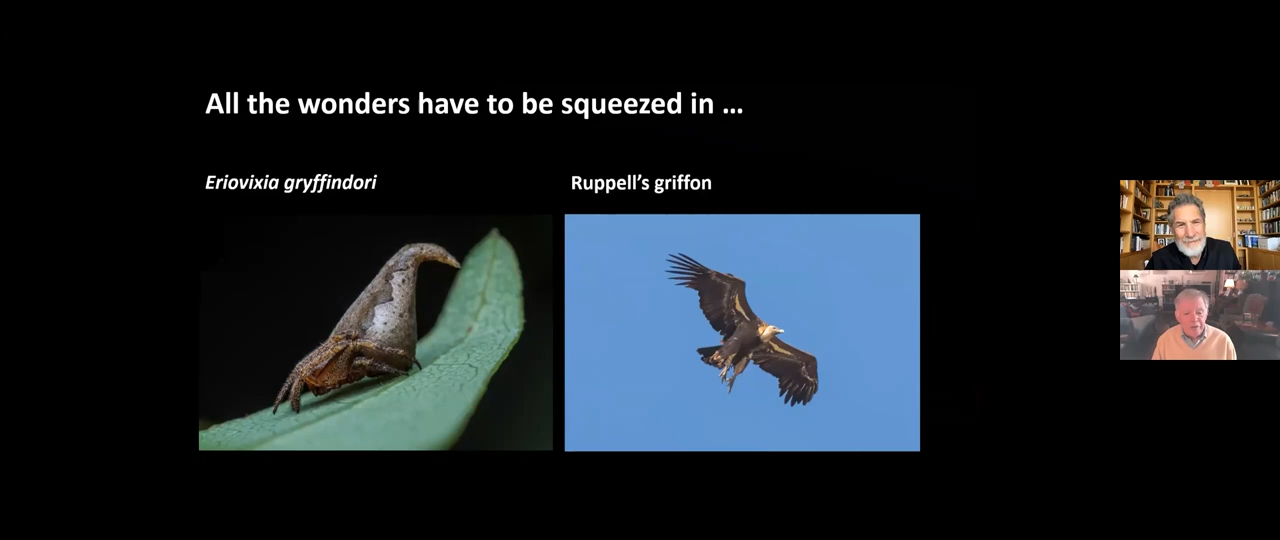 All the wonders have to be squeezed in ...
Eriovixia gryffindori
Ruppell's griffon